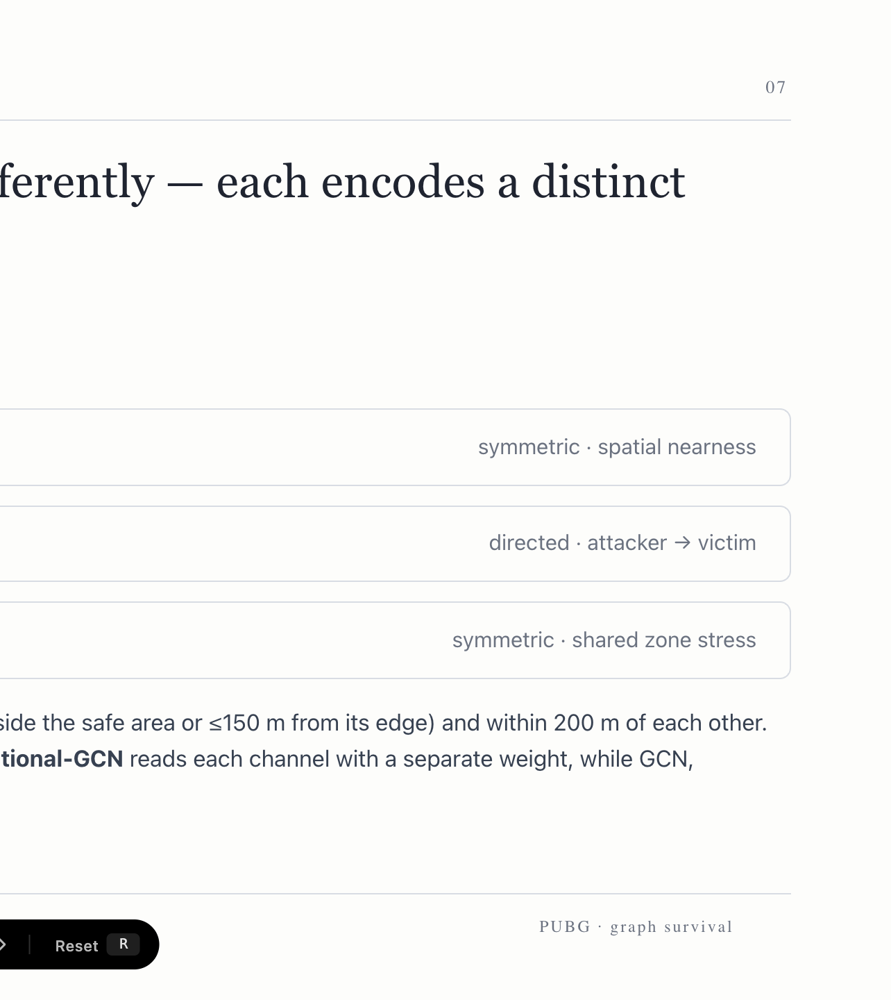 07
ferently — each encodes a distinct
symmetric · spatial nearness
directed · attacker → victim
symmetric · shared zone stress
side the safe area or ≤150 m from its edge) and within 200 m of each other.
tional-GCN reads each channel with a separate weight, while GCN,
PUBG · graph survival
Reset R